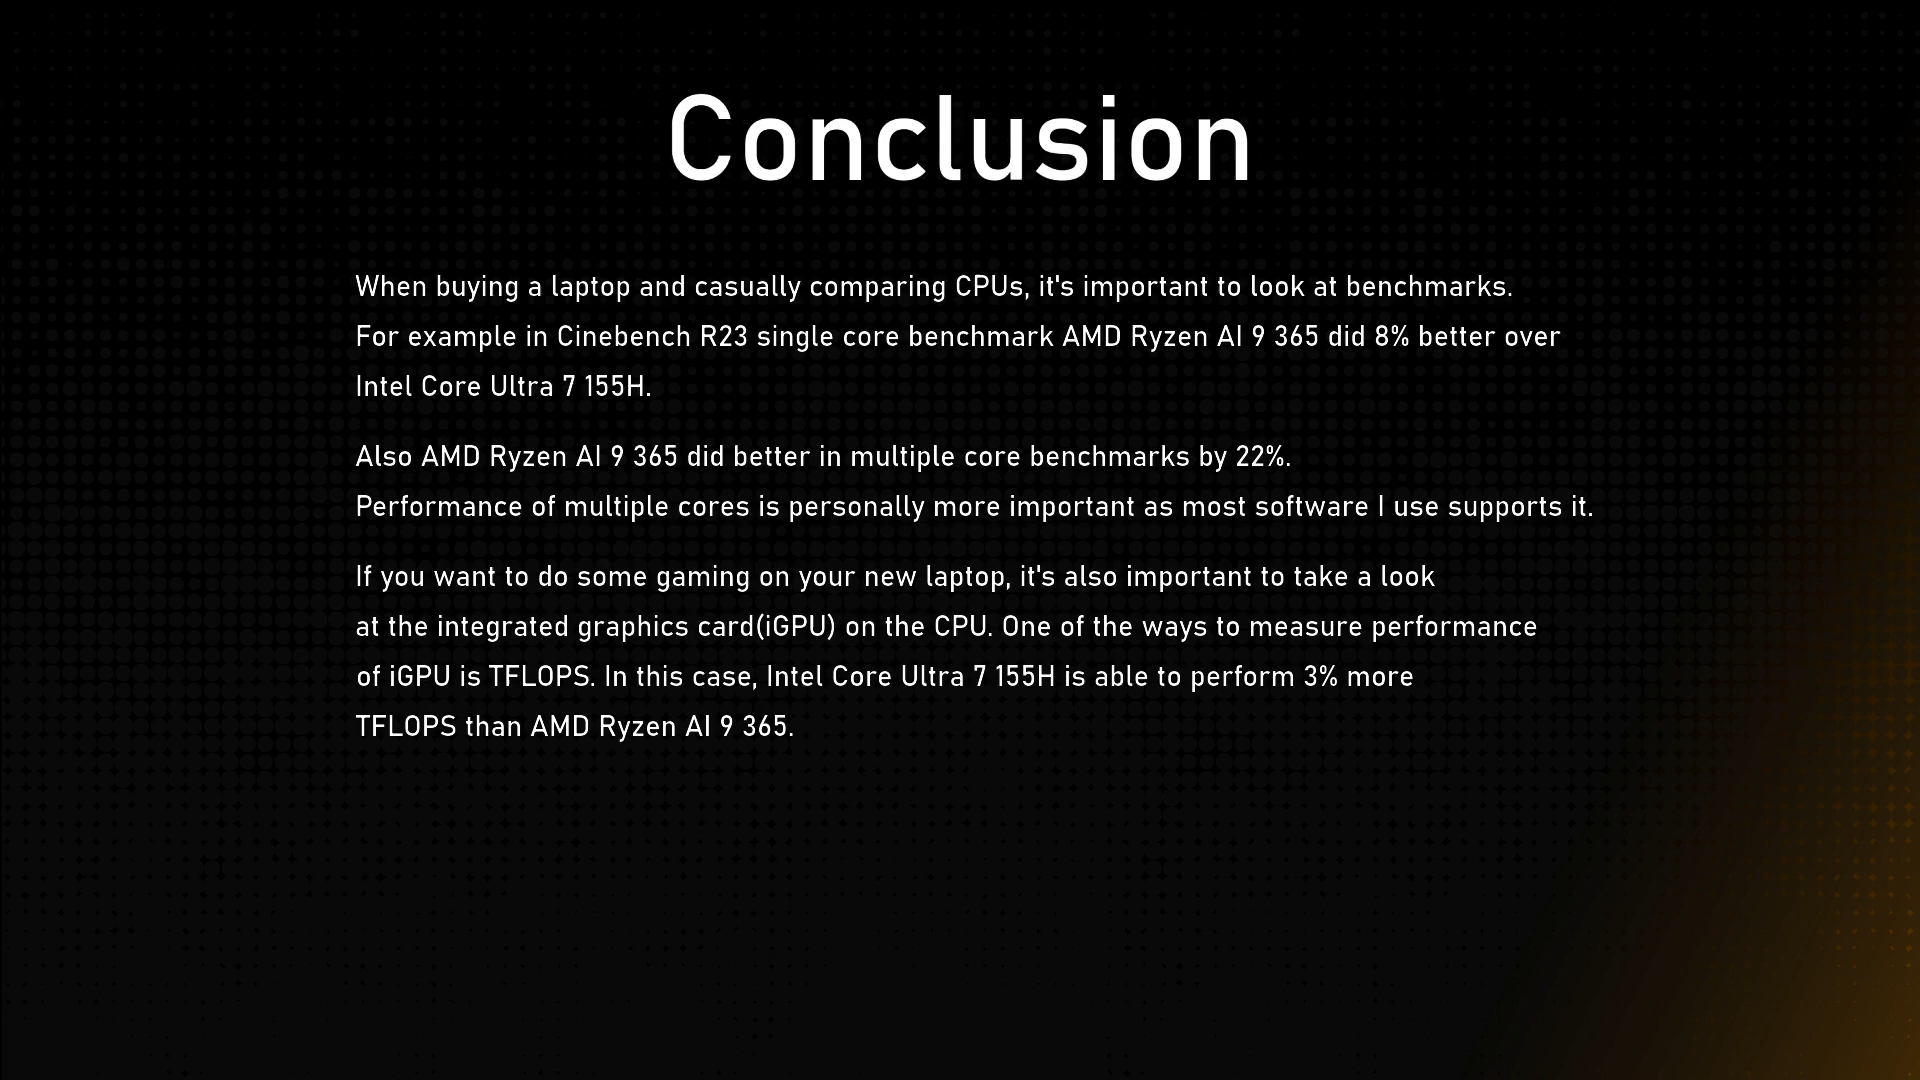 Conclusion
When buying a laptop and casually comparing CPUs, it's important to look at benchmarks.
For example in Cinebench R23 single core benchmark AMD Ryzen AI 9 365 did 8% better over
Intel Core Ultra 7 155H.
Also AMD Ryzen AI 9 365 did better in multiple core benchmarks by 22%.
Performance of multiple cores is personally more important as most software I use supports it.
If you want to do some gaming on your new laptop, it's also important to take a look
at the integrated graphics card(iGPU) on the CPU. One of the ways to measure performance
of iGPU is TFLOPS. In this case, Intel Core Ultra 7 155H is able to perform 3% more
TFLOPS than AMD Ryzen AI 9 365.